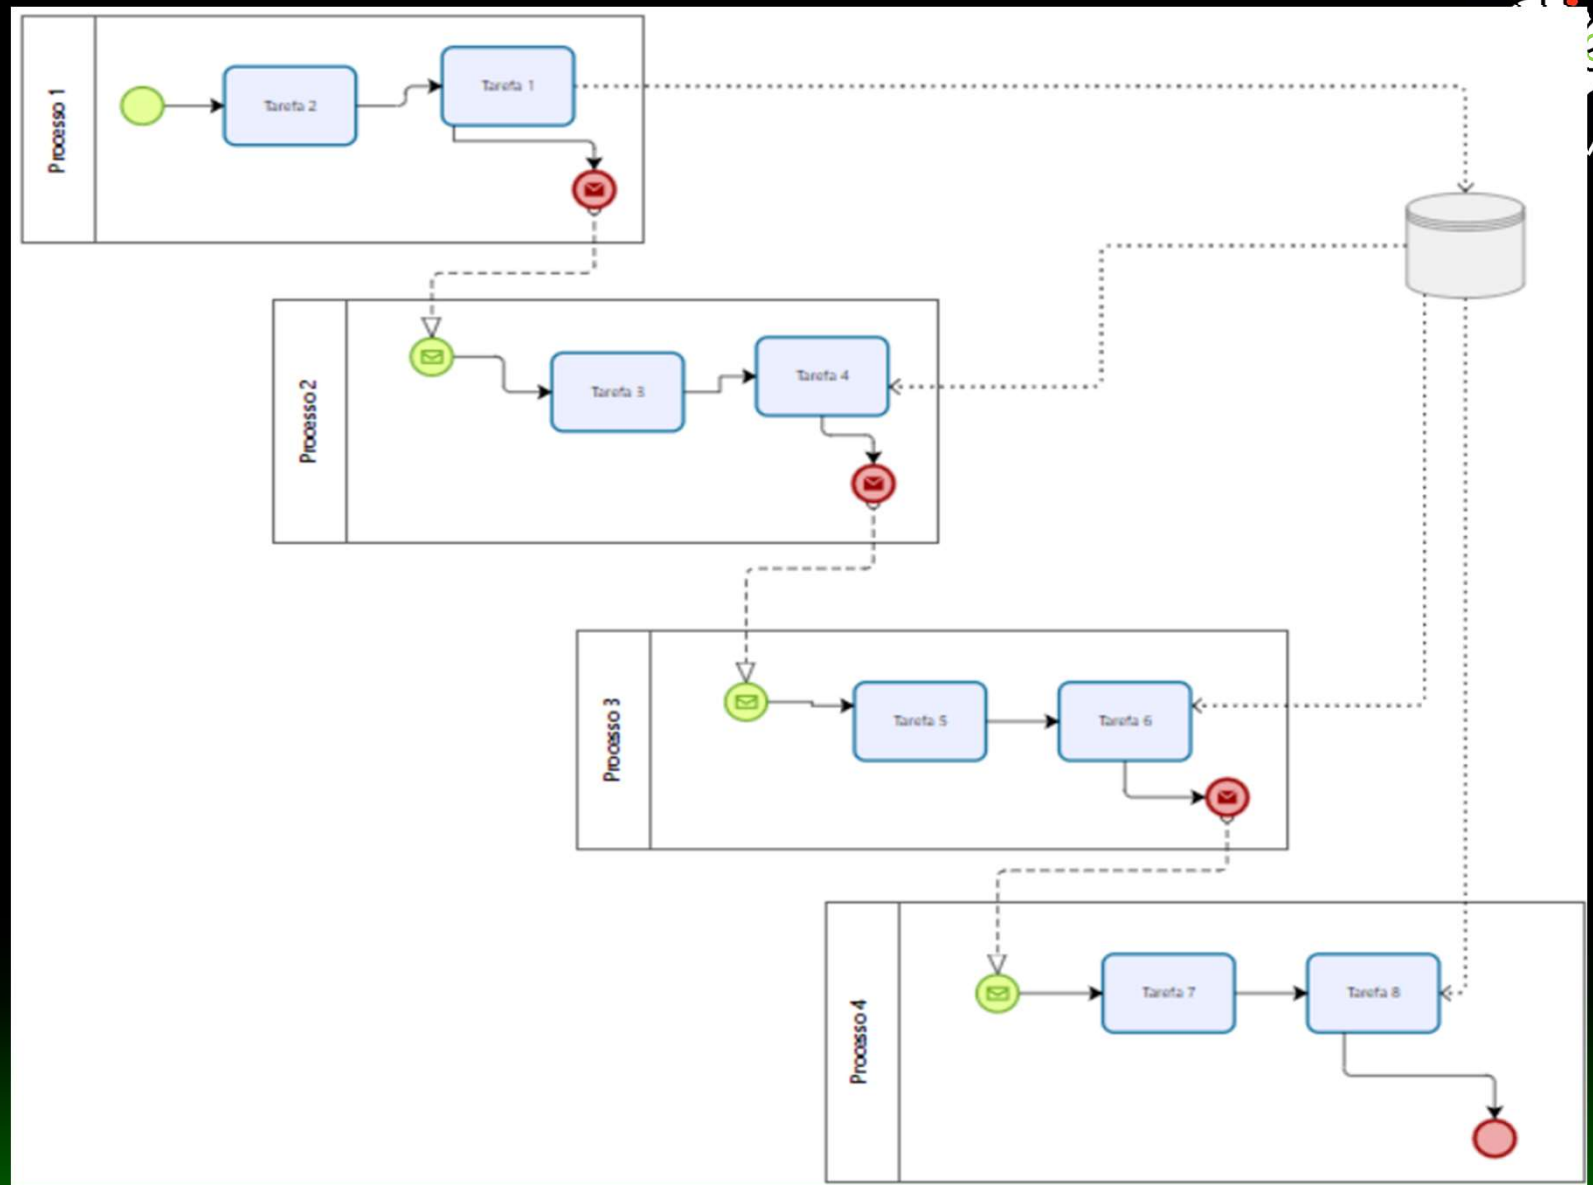 Processo 1
Tarefa 2
Tarefa 1
Processo 2
Tarefa 3
Tarefa 4
Processo 3
Tarefa 5
Tarefa 6
Processo 4
Tarefa 7
Tarefa 8